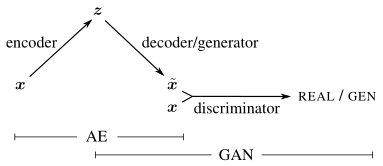 z
encoder decoder/generator
x x̃
x discriminator REAL / GEN
AE
GAN